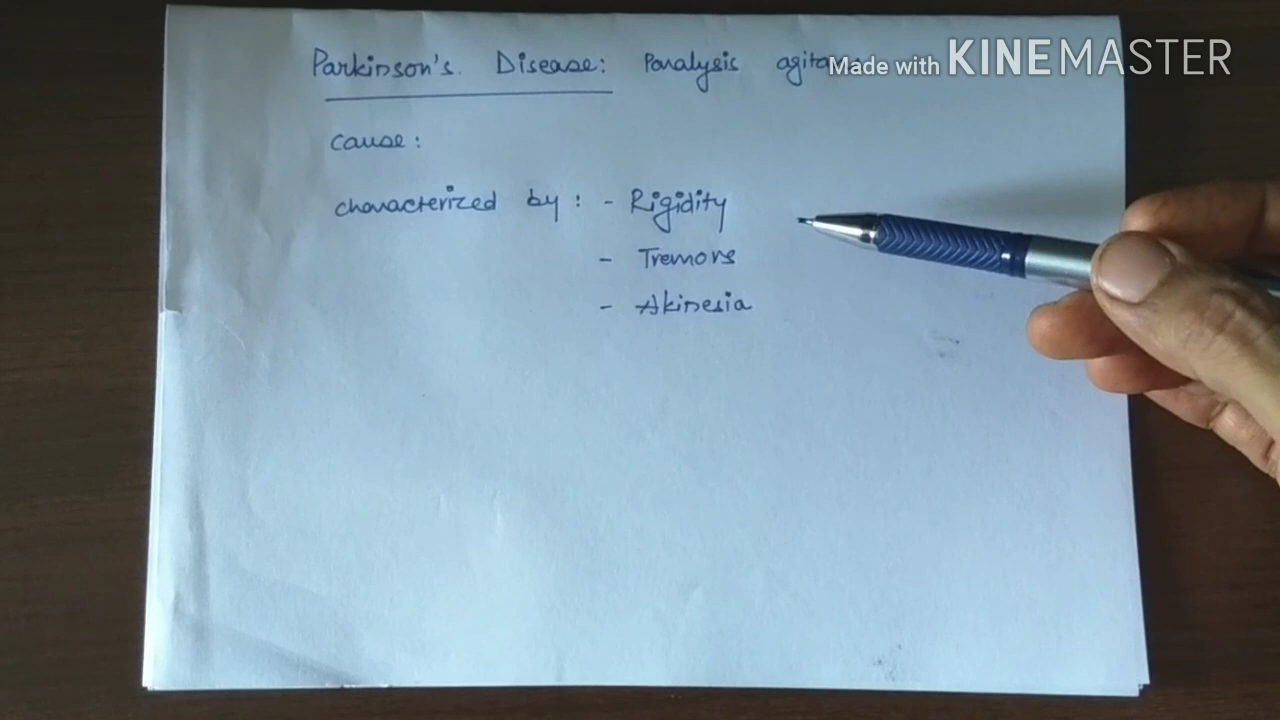 Parkinson's. Disease: Paralysis
Made with KINEMASTER
cause:
characterized by: - Rigidity
- Tremors
- Akinesia